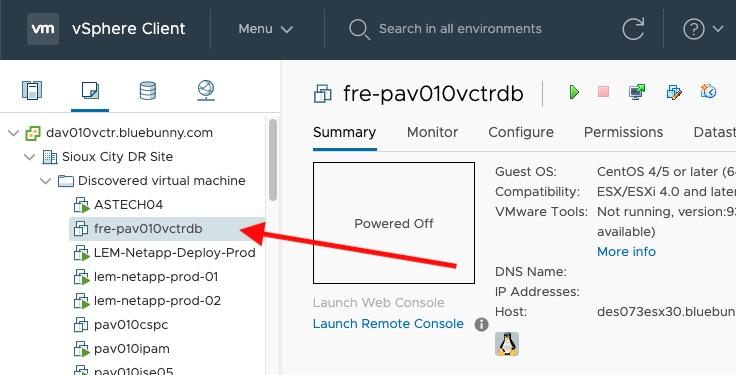 vm vSphere Client Menu Search in all environments
fre-pav010vctrdb
Summary Monitor Configure Permissions
dav010vctr.bluebunny.com
Sioux City DR Site
Discovered virtual machine
ASTECH04
fre-pav010vctrdb
LEM-Netapp-Deploy-Prod
lem-netapp-prod-01
lem-netapp-prod-02
pav010cspc
pav010ipam
pav010ise05
Powered Off
Launch Web Console
Launch Remote Console
Guest OS: CentOS 4/5 or later
Compatibility: ESX/ESXi 4.0 and later
VMware Tools: Not running, version:93
available)
More info
DNS Name:
IP Addresses:
Host: des073esx30.bluebun